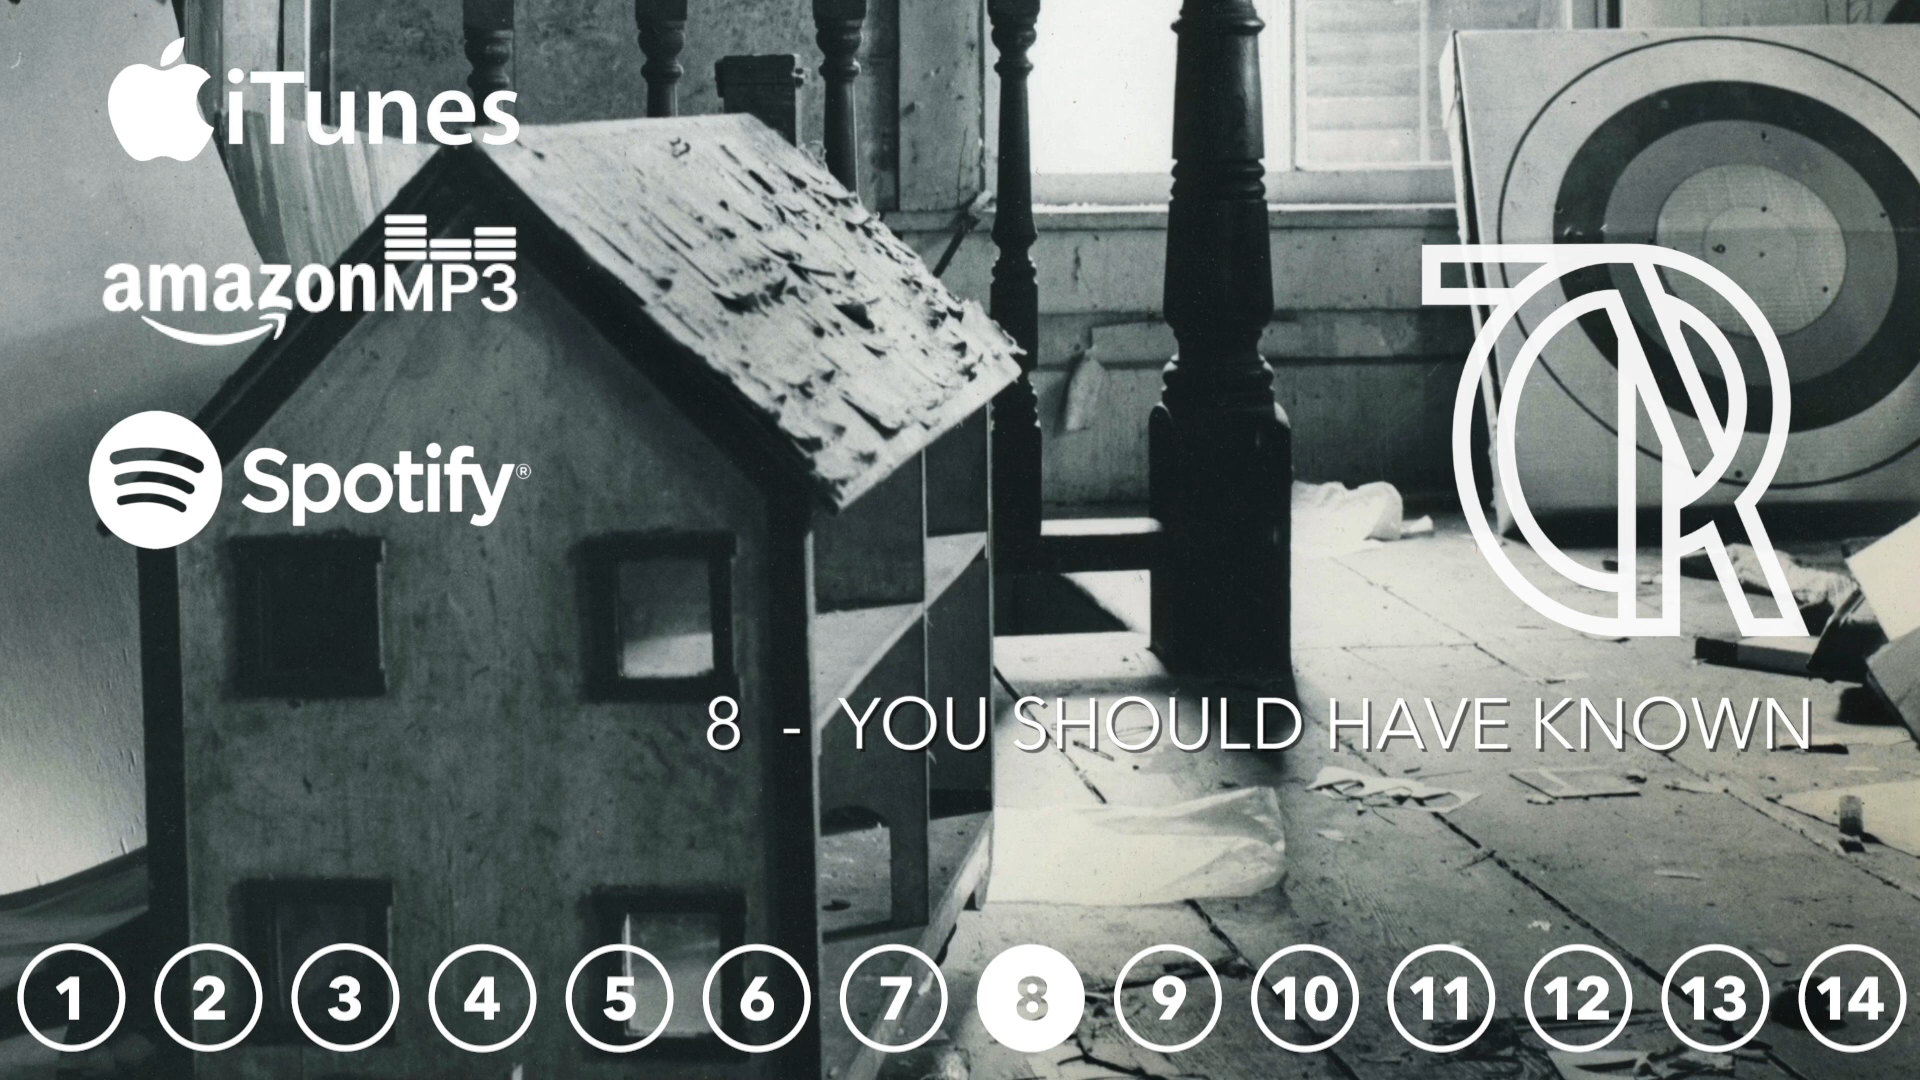 iTunes
amazonMP3
Spotify®
8 - YOU SHOULD HAVE KNOWN
1 2 3 4 5 6 7 8 9 10 11 12 13 14